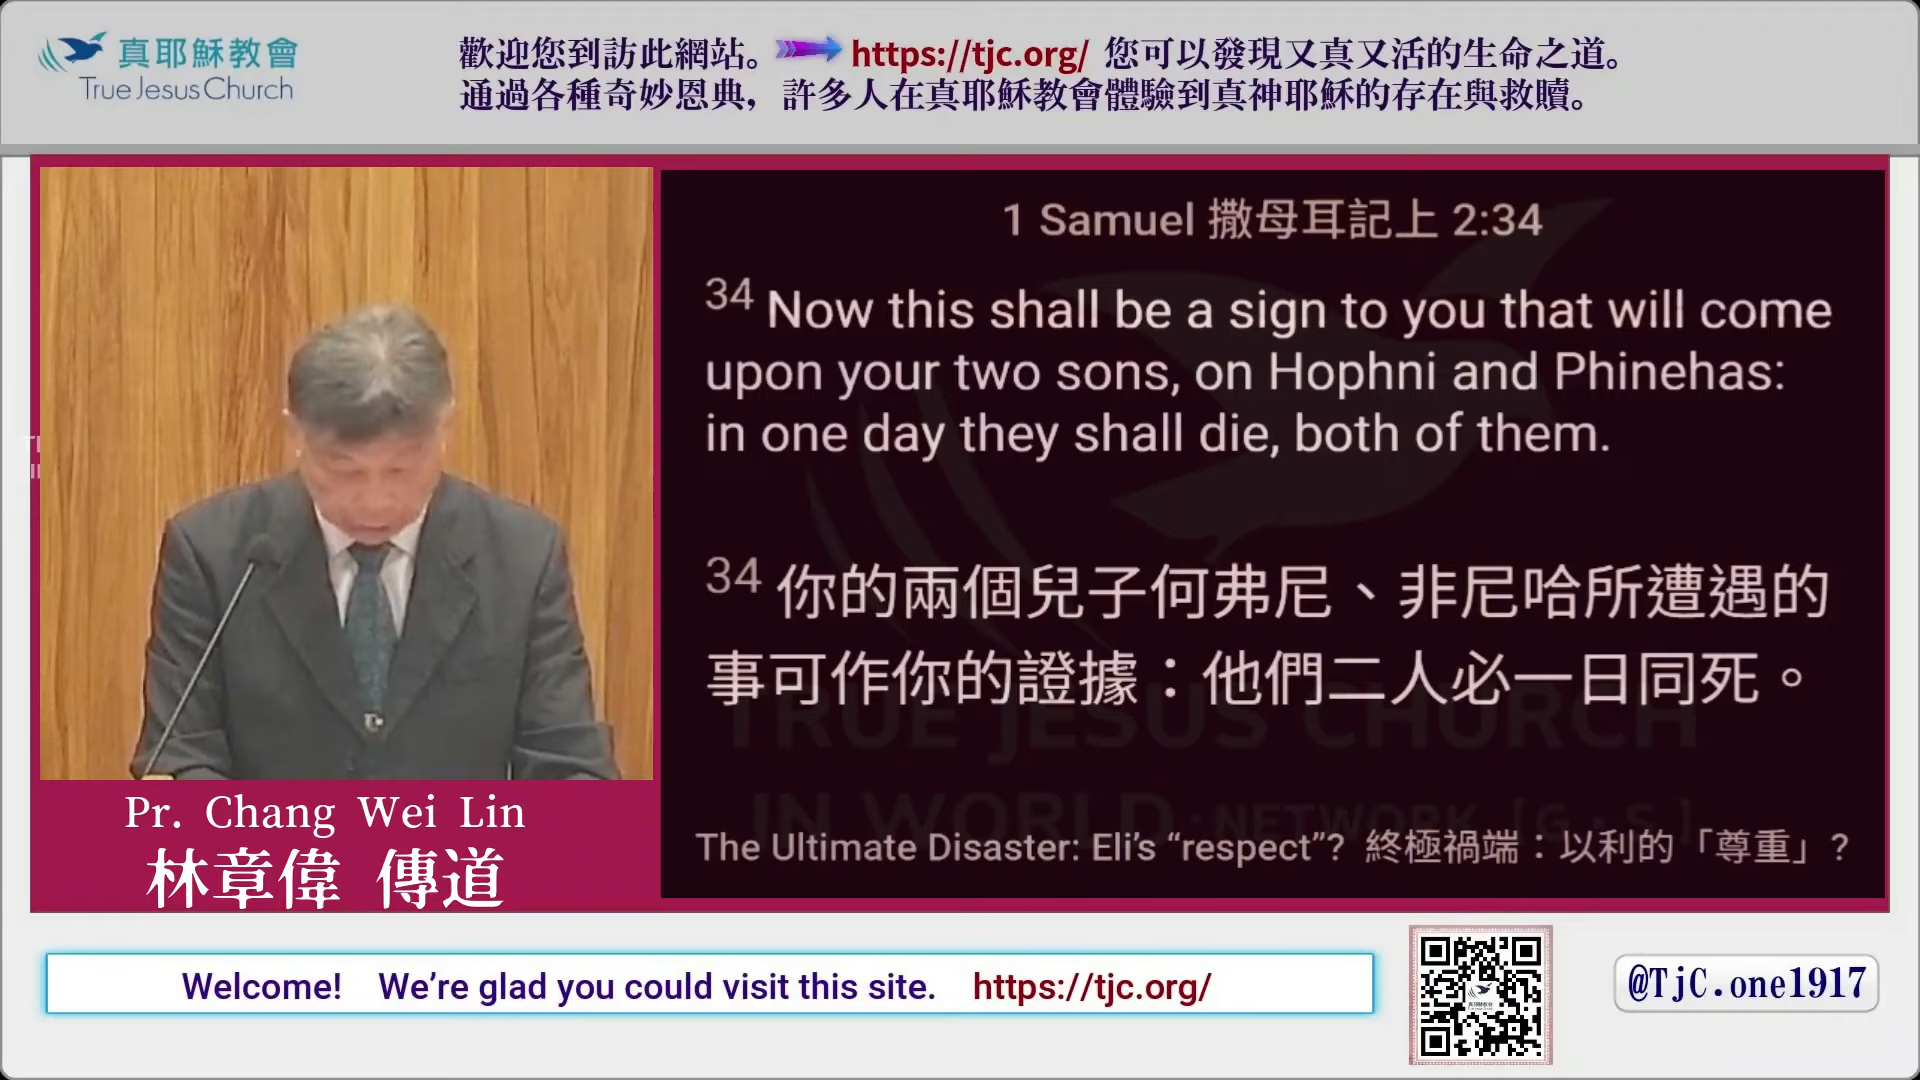 真耶穌教會
True Jesus Church
歡迎您到訪此網站。 https://tjc.org/ 您可以發現又真又活的生命之道。
通過各種奇妙恩典，許多人在真耶穌教會體驗到真神耶穌的存在與救贖。
1 Samuel 撒母耳記上 2:34
34 Now this shall be a sign to you that will come
upon your two sons, on Hophni and Phinehas:
in one day they shall die, both of them.
34 你的兩個兒子何弗尼、非尼哈所遭遇的
事可作你的證據：他們二人必一日同死。
TRUE JESUS CHURCH
IN WORLD · NETWORK [G.S.]
The Ultimate Disaster: Eli’s “respect”? 終極禍端：以利的「尊重」?
Pr. Chang Wei Lin
林章偉 傳道
Welcome! We’re glad you could visit this site. https://tjc.org/
@TjC.one1917